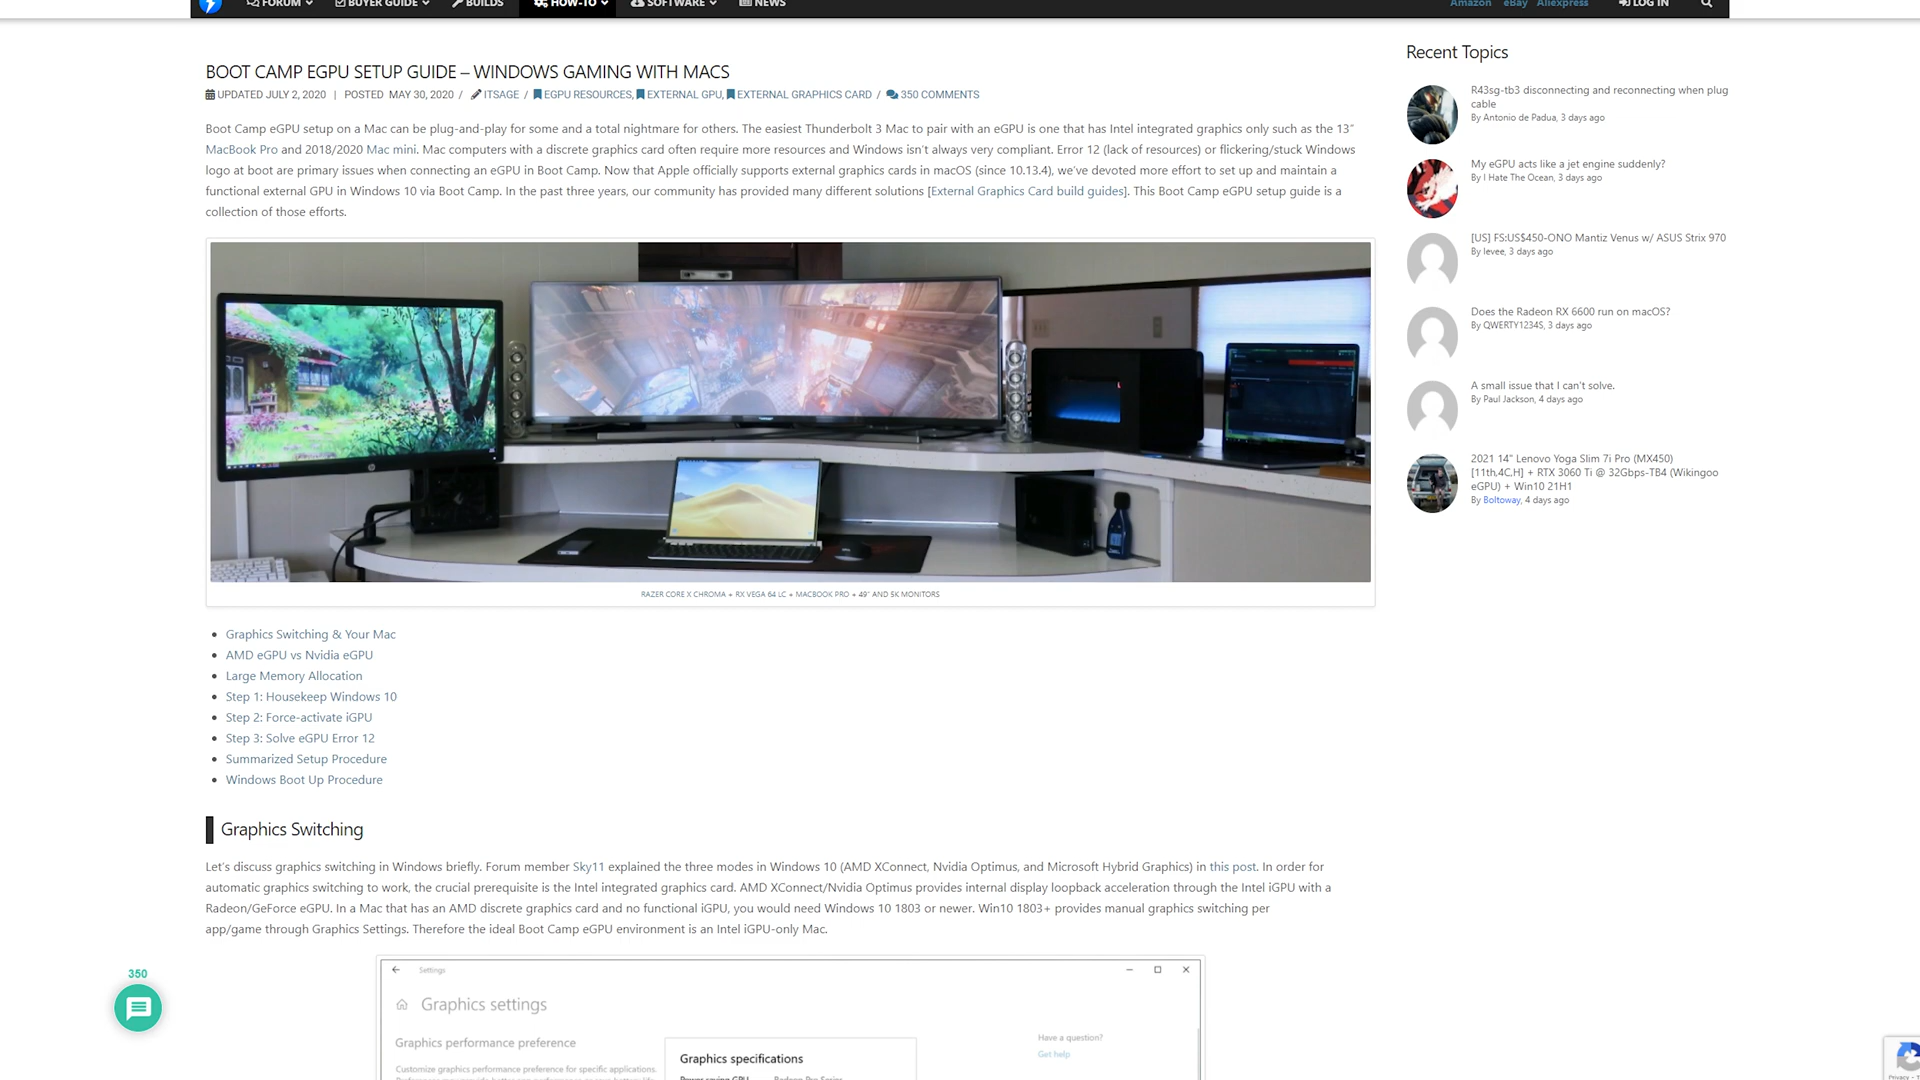 FORUM BUYER GUIDE BUILDS HOW-TO SOFTWARE NEWS Amazon eBay Aliexpress LOG IN
BOOT CAMP EGPU SETUP GUIDE – WINDOWS GAMING WITH MACS
UPDATED JULY 2, 2020 | POSTED MAY 30, 2020 / ITSAGE / EGPU RESOURCES, EXTERNAL GPU, EXTERNAL GRAPHICS CARD / 350 COMMENTS
Boot Camp eGPU setup on a Mac can be plug-and-play for some and a total nightmare for others. The easiest Thunderbolt 3 Mac to pair with an eGPU is one that has Intel integrated graphics only such as the 13″
MacBook Pro and 2018/2020 Mac mini. Mac computers with a discrete graphics card often require more resources and Windows isn't always very compliant. Error 12 (lack of resources) or flickering/stuck Windows
logo at boot are primary issues when connecting an eGPU in Boot Camp. Now that Apple officially supports external graphics cards in macOS (since 10.13.4), we've devoted more effort to set up and maintain a
functional external GPU in Windows 10 via Boot Camp. In the past three years, our community has provided many different solutions [External Graphics Card build guides]. This Boot Camp eGPU setup guide is a
collection of those efforts.
RAZER CORE X CHROMA + RX VEGA 64 LC + MACBOOK PRO + 49″ AND 5K MONITORS
Graphics Switching & Your Mac
AMD eGPU vs Nvidia eGPU
Large Memory Allocation
Step 1: Housekeep Windows 10
Step 2: Force-activate iGPU
Step 3: Solve eGPU Error 12
Summarized Setup Procedure
Windows Boot Up Procedure
Graphics Switching
Let's discuss graphics switching in Windows briefly. Forum member Sky11 explained the three modes in Windows 10 (AMD XConnect, Nvidia Optimus, and Microsoft Hybrid Graphics) in this post. In order for
automatic graphics switching to work, the crucial prerequisite is the Intel integrated graphics card. AMD XConnect/Nvidia Optimus provides internal display loopback acceleration through the Intel iGPU with a
Radeon/GeForce eGPU. In a Mac that has an AMD discrete graphics card and no functional iGPU, you would need Windows 10 1803 or newer. Win10 1803+ provides manual graphics switching per
app/game through Graphics Settings. Therefore the ideal Boot Camp eGPU environment is an Intel iGPU-only Mac.
Settings
Graphics settings
Graphics performance preference
Customize graphics performance preference for specific applications.
Graphics specifications
Power saving GPU Radeon Pro Series
Have a question?
Get help
350
Recent Topics
R43sg-tb3 disconnecting and reconnecting when plug
cable
By Antonio de Padua, 3 days ago
My eGPU acts like a jet engine suddenly?
By I Hate The Ocean, 3 days ago
[US] FS:US$450-ONO Mantiz Venus w/ ASUS Strix 970
By levee, 3 days ago
Does the Radeon RX 6600 run on macOS?
By QWERTY1234S, 3 days ago
A small issue that I can't solve.
By Paul Jackson, 4 days ago
2021 14" Lenovo Yoga Slim 7i Pro (MX450)
[11th,4C,H] + RTX 3060 Ti @ 32Gbps-TB4 (Wikingoo
eGPU) + Win10 21H1
By Boltoway, 4 days ago